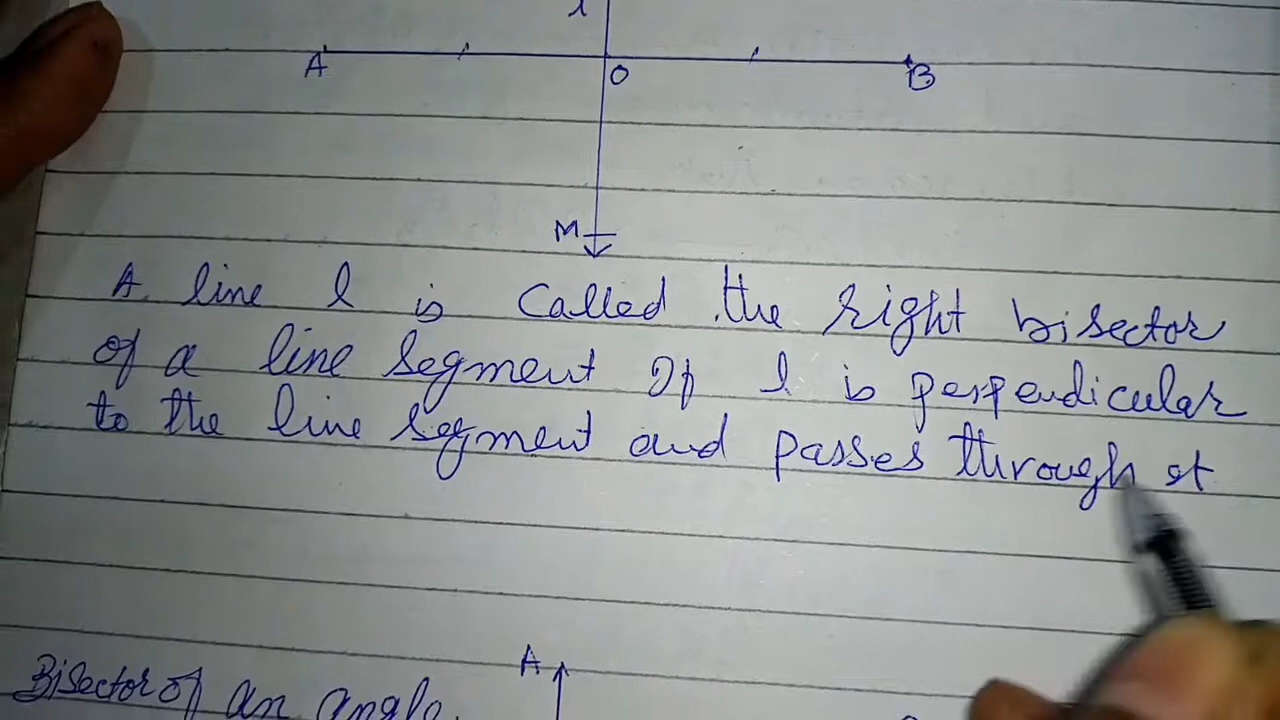 A
O
B
M
A line l is called the right bisector
of a line segment If l is perpendicular
to the line segment and passes through
Bisector of an angle.
A